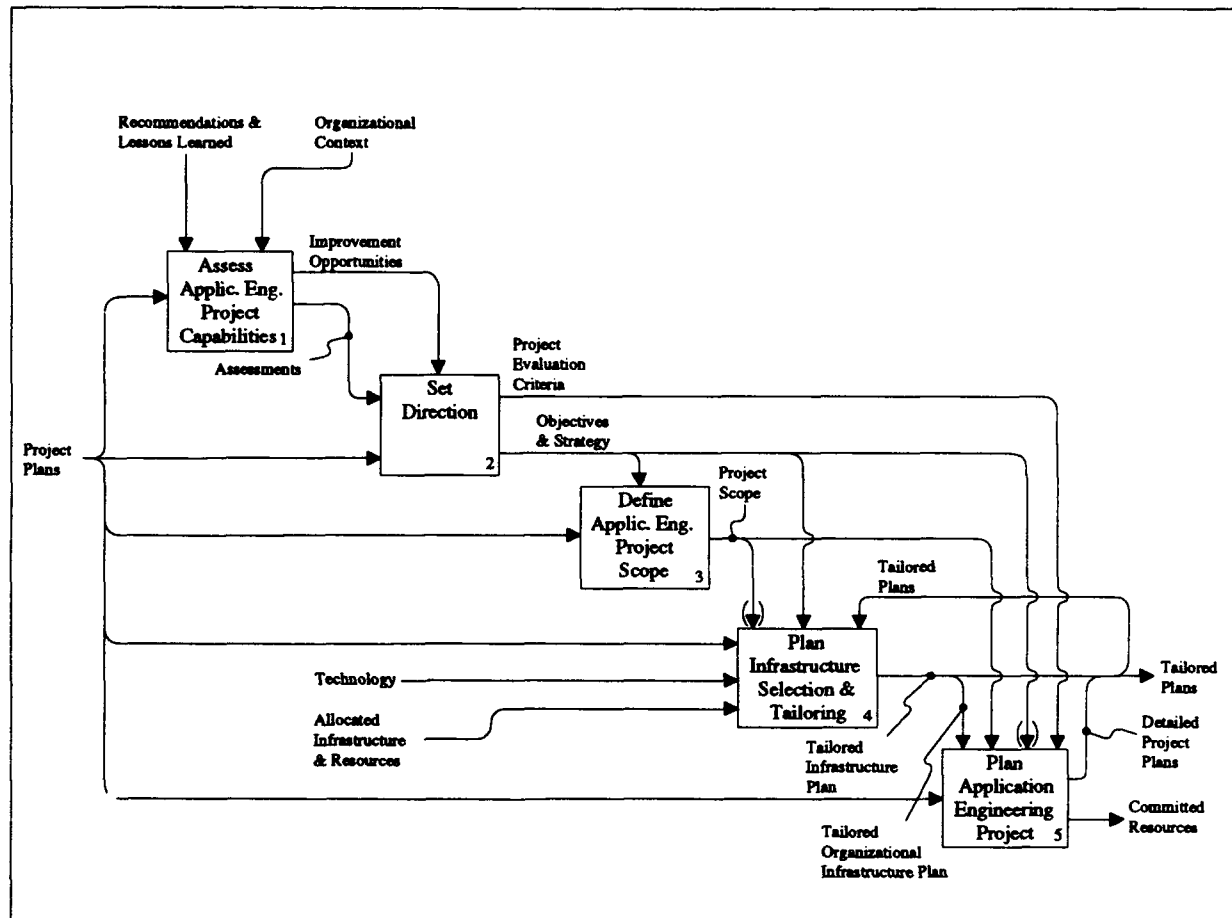 Recommendations &
Lessons Learned
Organizational
Context
Improvement
Opportunities
Assess
Applic. Eng.
Project
Capabilities 1
Assessments
Project
Evaluation
Criteria
Set
Direction
2
Objectives
& Strategy
Project
Plans
Project
Scope
Define
Applic. Eng.
Project
Scope
3
Tailored
Plans
Plan
Infrastructure
Selection &
Tailoring
4
Technology
Tailored
Plans
Allocated
Infrastructure
& Resources
Tailored
Infrastructure
Plan
Detailed
Project
Plans
Plan
Application
Engineering
Project
5
Committed
Resources
Tailored
Organizational
Infrastructure Plan